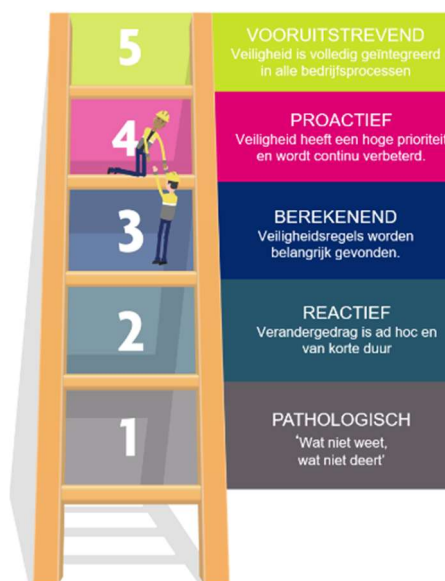 5
VOORUITSTREVEND
Veiligheid is volledig geïntegreerd
in alle bedrijfsprocessen
4
PROACTIEF
Veiligheid heeft een hoge prioriteit
en wordt continu verbeterd.
3
BEREKENEND
Veiligheidsregels worden
belangrijk gevonden.
2
REACTIEF
Verandergedrag is ad hoc en
van korte duur
1
PATHOLOGISCH
‘Wat niet weet,
wat niet deert’